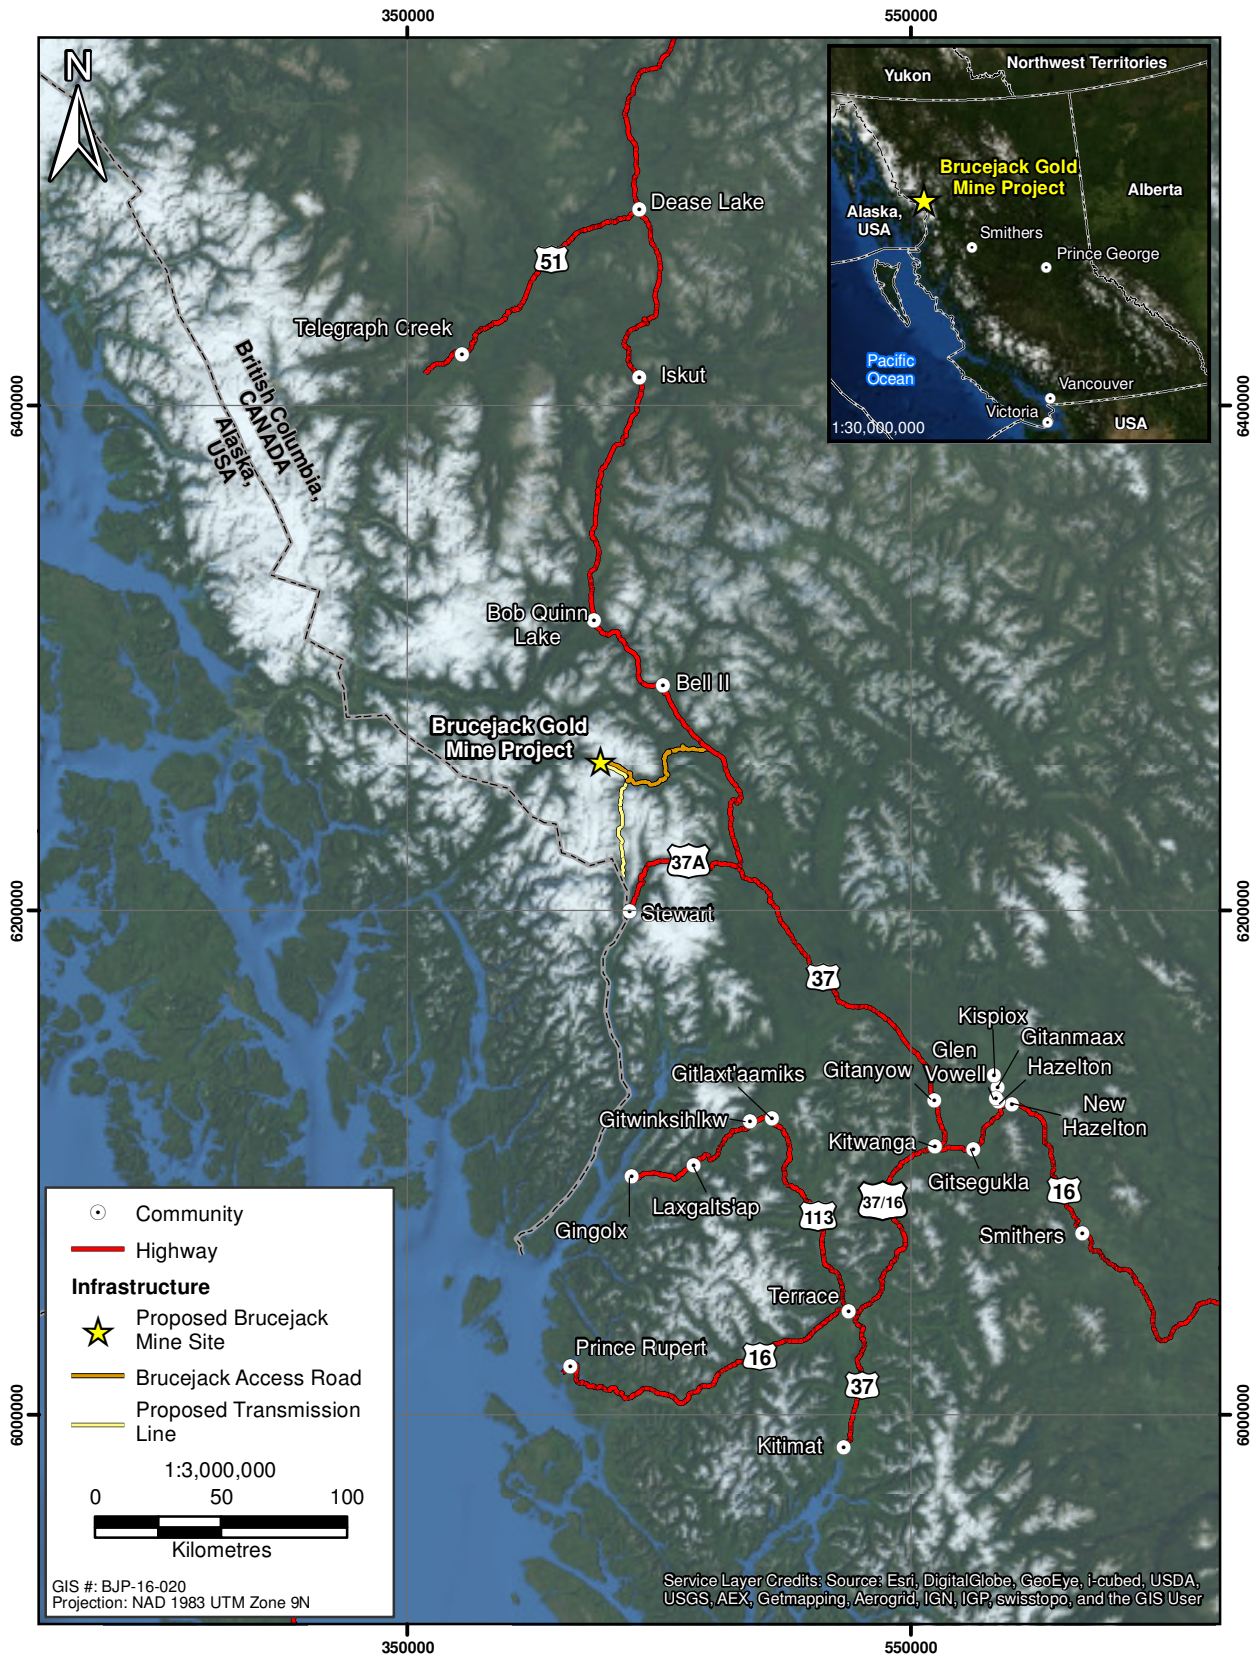 350000
550000
N
Yukon
Northwest Territories
Brucejack Gold
Mine Project
Alberta
Alaska,
USA
Smithers
Prince George
Pacific
Ocean
Vancouver
Victoria
USA
1:30,000,000
Dease Lake
51
Telegraph Creek
Iskut
British Columbia,
CANADA
Alaska,
USA
6400000
6400000
Bob Quinn
Lake
Bell II
Brucejack Gold
Mine Project
37A
Stewart
6200000
6200000
37
Kispiox
Gitanmaax
Glen
Vowell
Hazelton
Gitlaxt'aamiks
Gitanyow
New
Hazelton
Gitwinksihlkw
Kitwanga
Gitsegukla
Laxgalts'ap
Gingolx
113
37/16
16
Smithers
Terrace
Prince Rupert
16
37
Kitimat
6000000
6000000
Community
Highway
Infrastructure
Proposed Brucejack
Mine Site
Brucejack Access Road
Proposed Transmission
Line
1:3,000,000
0 50 100
Kilometres
GIS #: BJP-16-020
Projection: NAD 1983 UTM Zone 9N
Service Layer Credits: Source: Esri, DigitalGlobe, GeoEye, i-cubed, USDA,
USGS, AEX, Getmapping, Aerogrid, IGN, IGP, swisstopo, and the GIS User
350000
550000